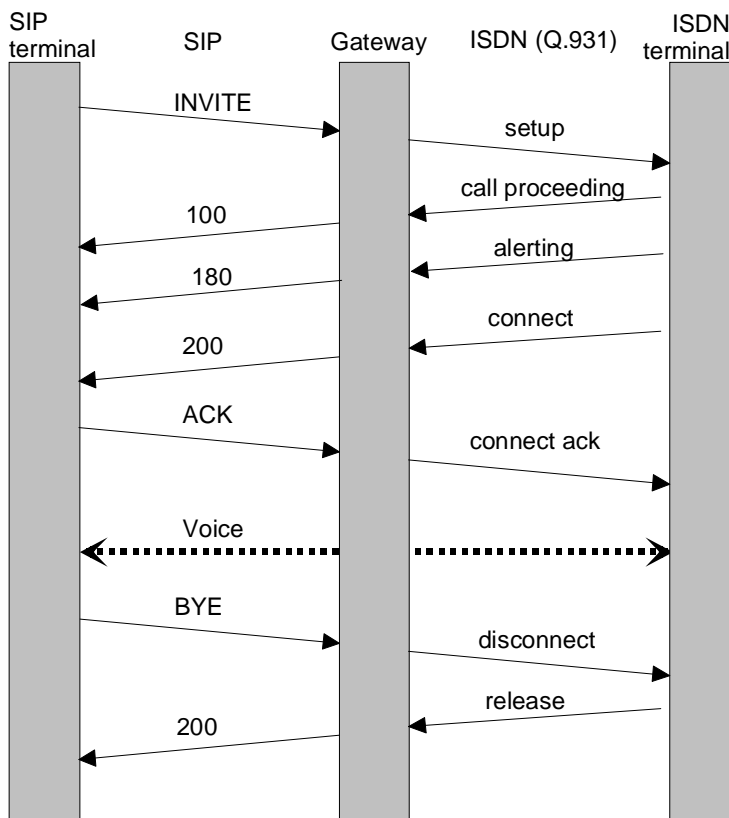 SIP
terminal
SIP
Gateway
ISDN (Q.931)
ISDN
terminal
INVITE
setup
call proceeding
100
alerting
180
connect
200
ACK
connect ack
Voice
BYE
disconnect
release
200